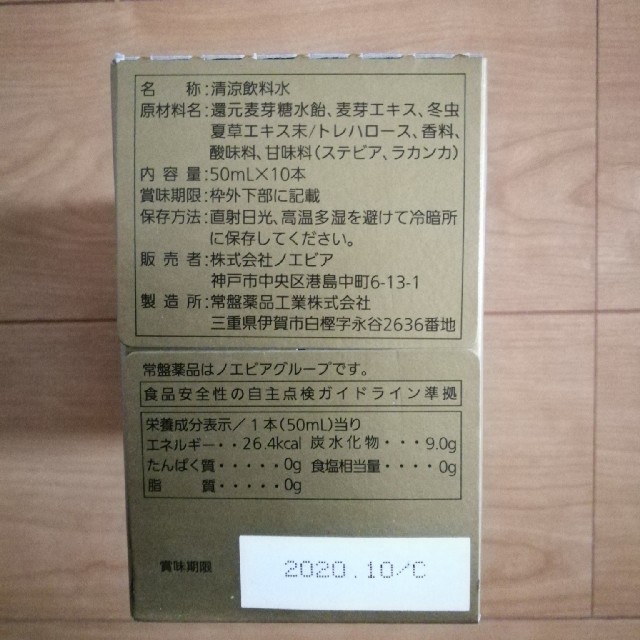 名　　称:清涼飲料水
原材料名:還元麦芽糖水飴、麦芽エキス、冬虫
夏草エキス末/トレハロース、香料、
酸味料、甘味料(ステビア、ラカンカ)
内 容 量:50mL×10本
賞味期限:枠外下部に記載
保存方法:直射日光、高温多湿を避けて冷暗所
に保存してください。
販 売 者:株式会社ノエビア
神戸市中央区港島中町6-13-1
製 造 所:常盤薬品工業株式会社
三重県伊賀市白樫字永谷2636番地
常盤薬品はノエビアグループです。
食品安全性の自主点検ガイドライン準拠
栄養成分表示/1本(50mL)当り
エネルギー・・26.4kcal 炭水化物・・・9.0g
たんぱく質・・・・・0g 食塩相当量・・・・0g
脂　　質・・・・・0g
賞味期限 2020.10/C